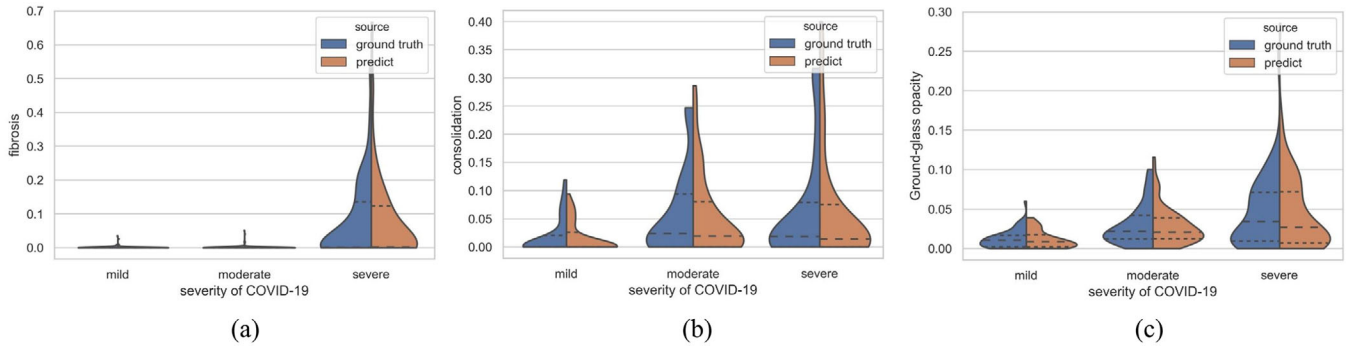 0.7
0.6
0.5
0.4
0.3
0.2
0.1
0.0
fibrosis
source
ground truth
predict
mild moderate severe
severity of COVID-19
(a)
0.40
0.35
0.30
0.25
0.20
0.15
0.10
0.05
0.00
consolidation
source
ground truth
predict
mild moderate severe
severity of COVID-19
(b)
0.30
0.25
0.20
0.15
0.10
0.05
0.00
Ground-glass opacity
source
ground truth
predict
mild moderate severe
severity of COVID-19
(c)